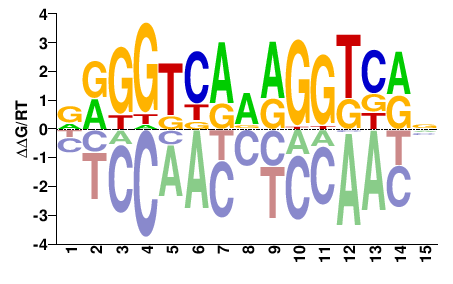 4
3
2
1
0
-1
-2
-3
-4
ΔΔG/RT
G G G G T C A A A G G T C A
A T T G T G G G G T
T C A C C A T C C A A A A T
C T C A C T C C C
1 2 3 4 5 6 7 8 9 10 11 12 13 14 15